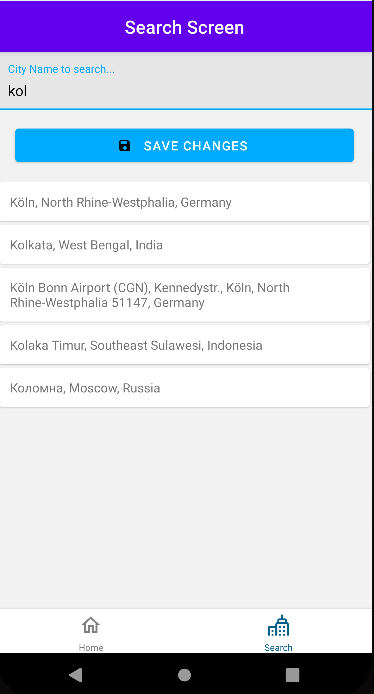 Search Screen
City Name to search...
kol
SAVE CHANGES
Köln, North Rhine-Westphalia, Germany
Kolkata, West Bengal, India
Köln Bonn Airport (CGN), Kennedystr., Köln, North
Rhine-Westphalia 51147, Germany
Kolaka Timur, Southeast Sulawesi, Indonesia
Коломна, Moscow, Russia
Home
Search